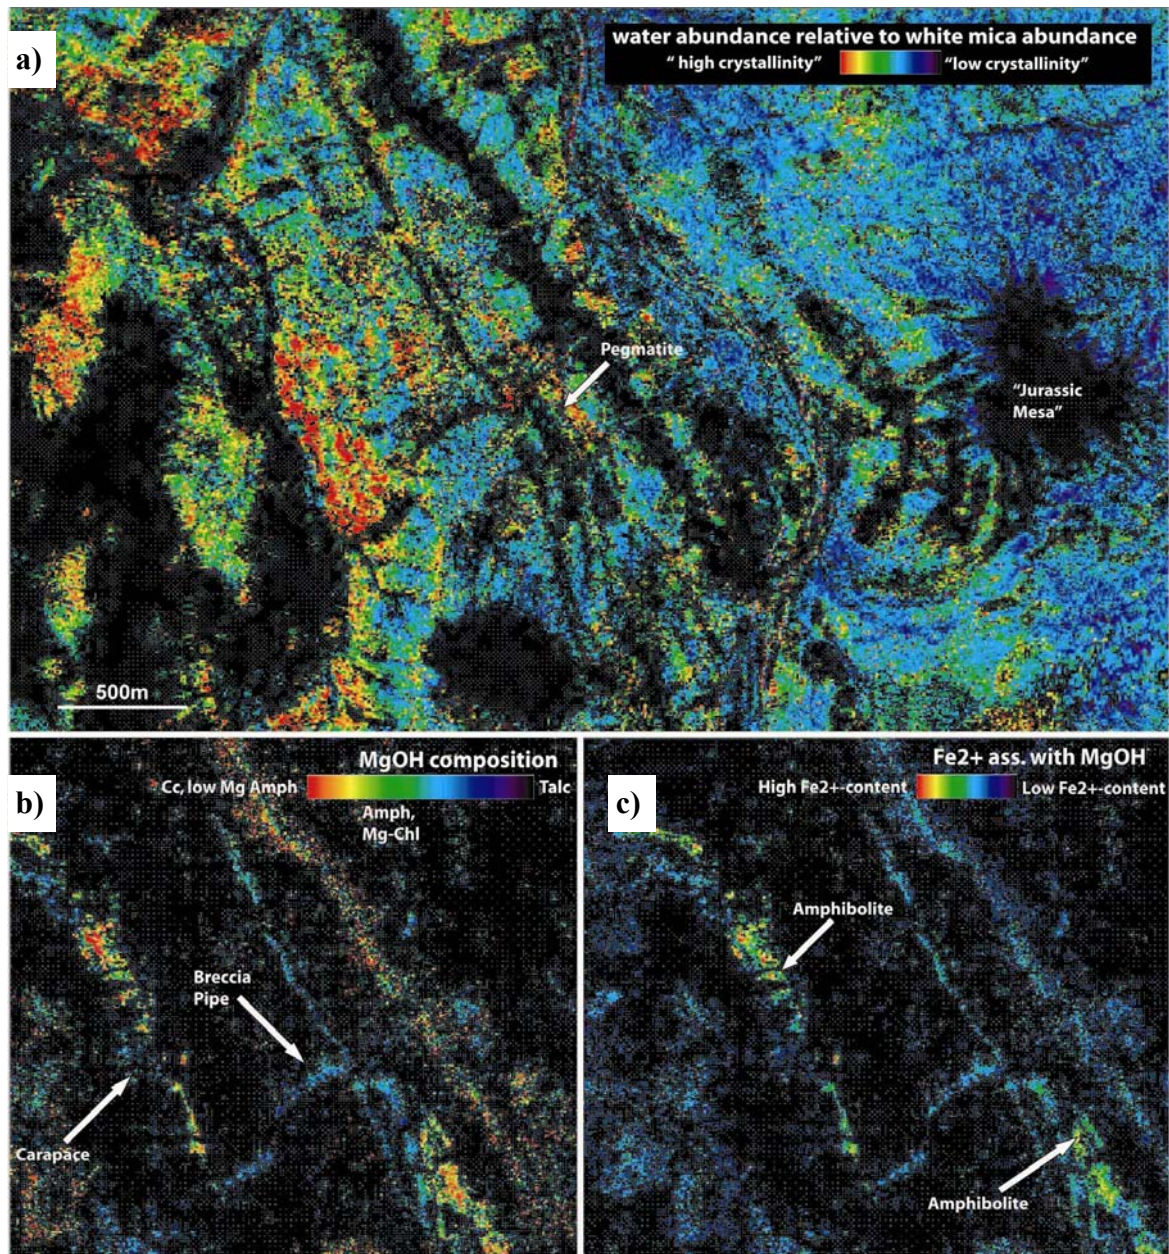 a)
water abundance relative to white mica abundance
“ high crystallinity” “low crystallinity”
Pegmatite
“Jurassic
Mesa”
500m
b)
MgOH composition
Cc, low Mg Amph Talc
Amph,
Mg-Chl
Breccia
Pipe
Carapace
c)
Fe2+ ass. with MgOH
High Fe2+-content Low Fe2+-content
Amphibolite
Amphibolite